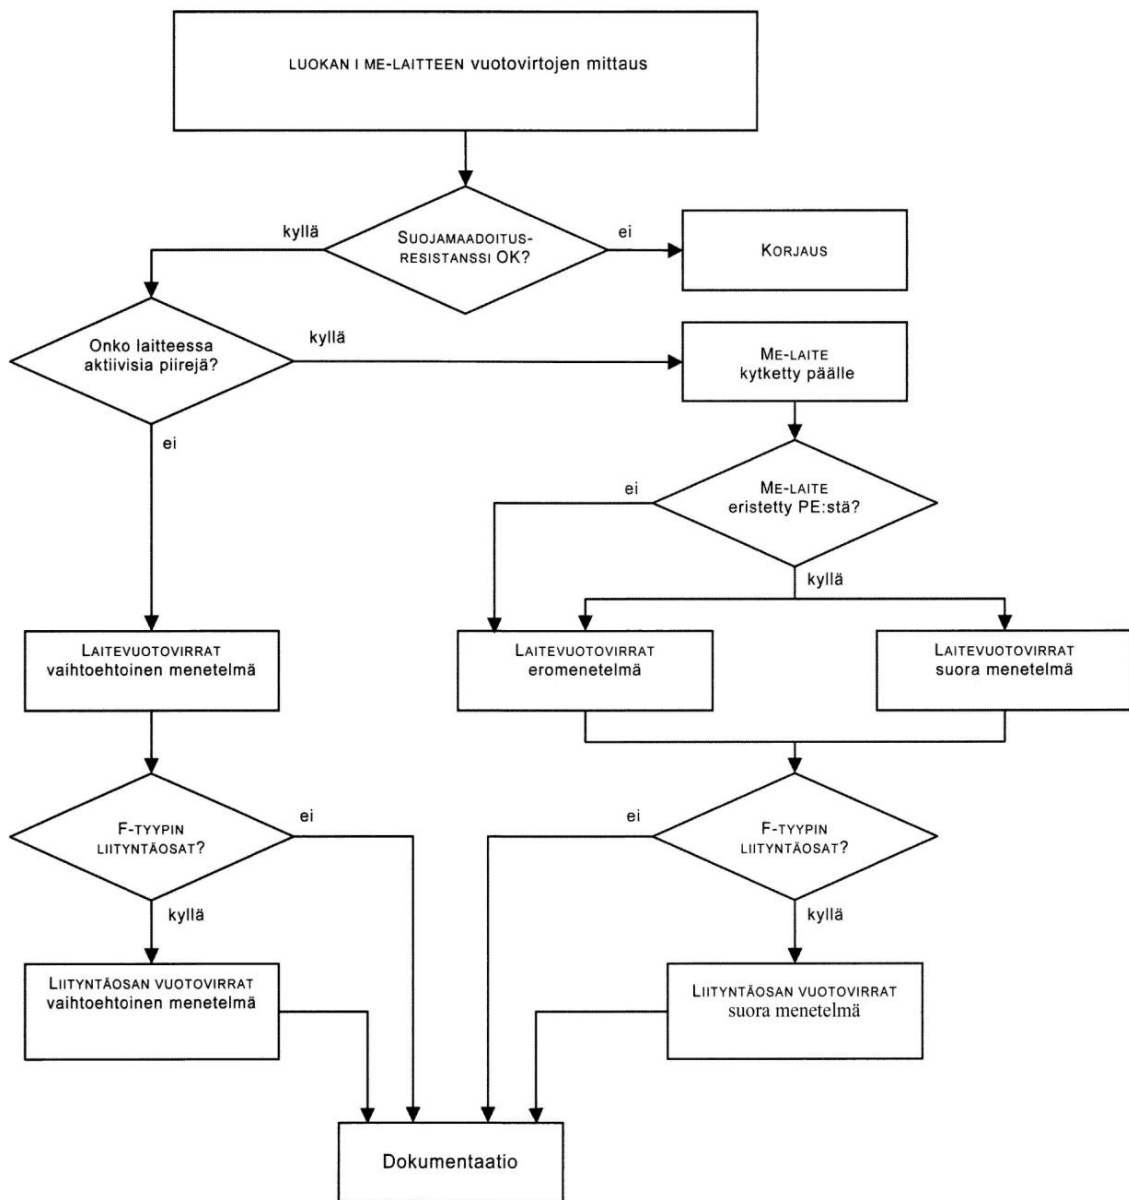 LUOKAN I ME-LAITTEEN vuotovirtojen mittaus
kyllä
SUOJAMAADOITUS-
RESISTANSSI OK?
ei
KORJAUS
Onko laitteessa
aktiivisia piirejä?
kyllä
ME-LAITE
kytketty päälle
ei
ei
ME-LAITE
eristetty PE:stä?
kyllä
LAITEVUOTOVIRRAT
vaihtoehtoinen menetelmä
LAITEVUOTOVIRRAT
eromenetelmä
LAITEVUOTOVIRRAT
suora menetelmä
F-TYYPIN
LIITYNTÄOSAT?
ei
ei
F-TYYPIN
LIITYNTÄOSAT?
kyllä
kyllä
LIITYNTÄOSAN VUOTOVIRRAT
vaihtoehtoinen menetelmä
LIITYNTÄOSAN VUOTOVIRRAT
suora menetelmä
Dokumentaatio